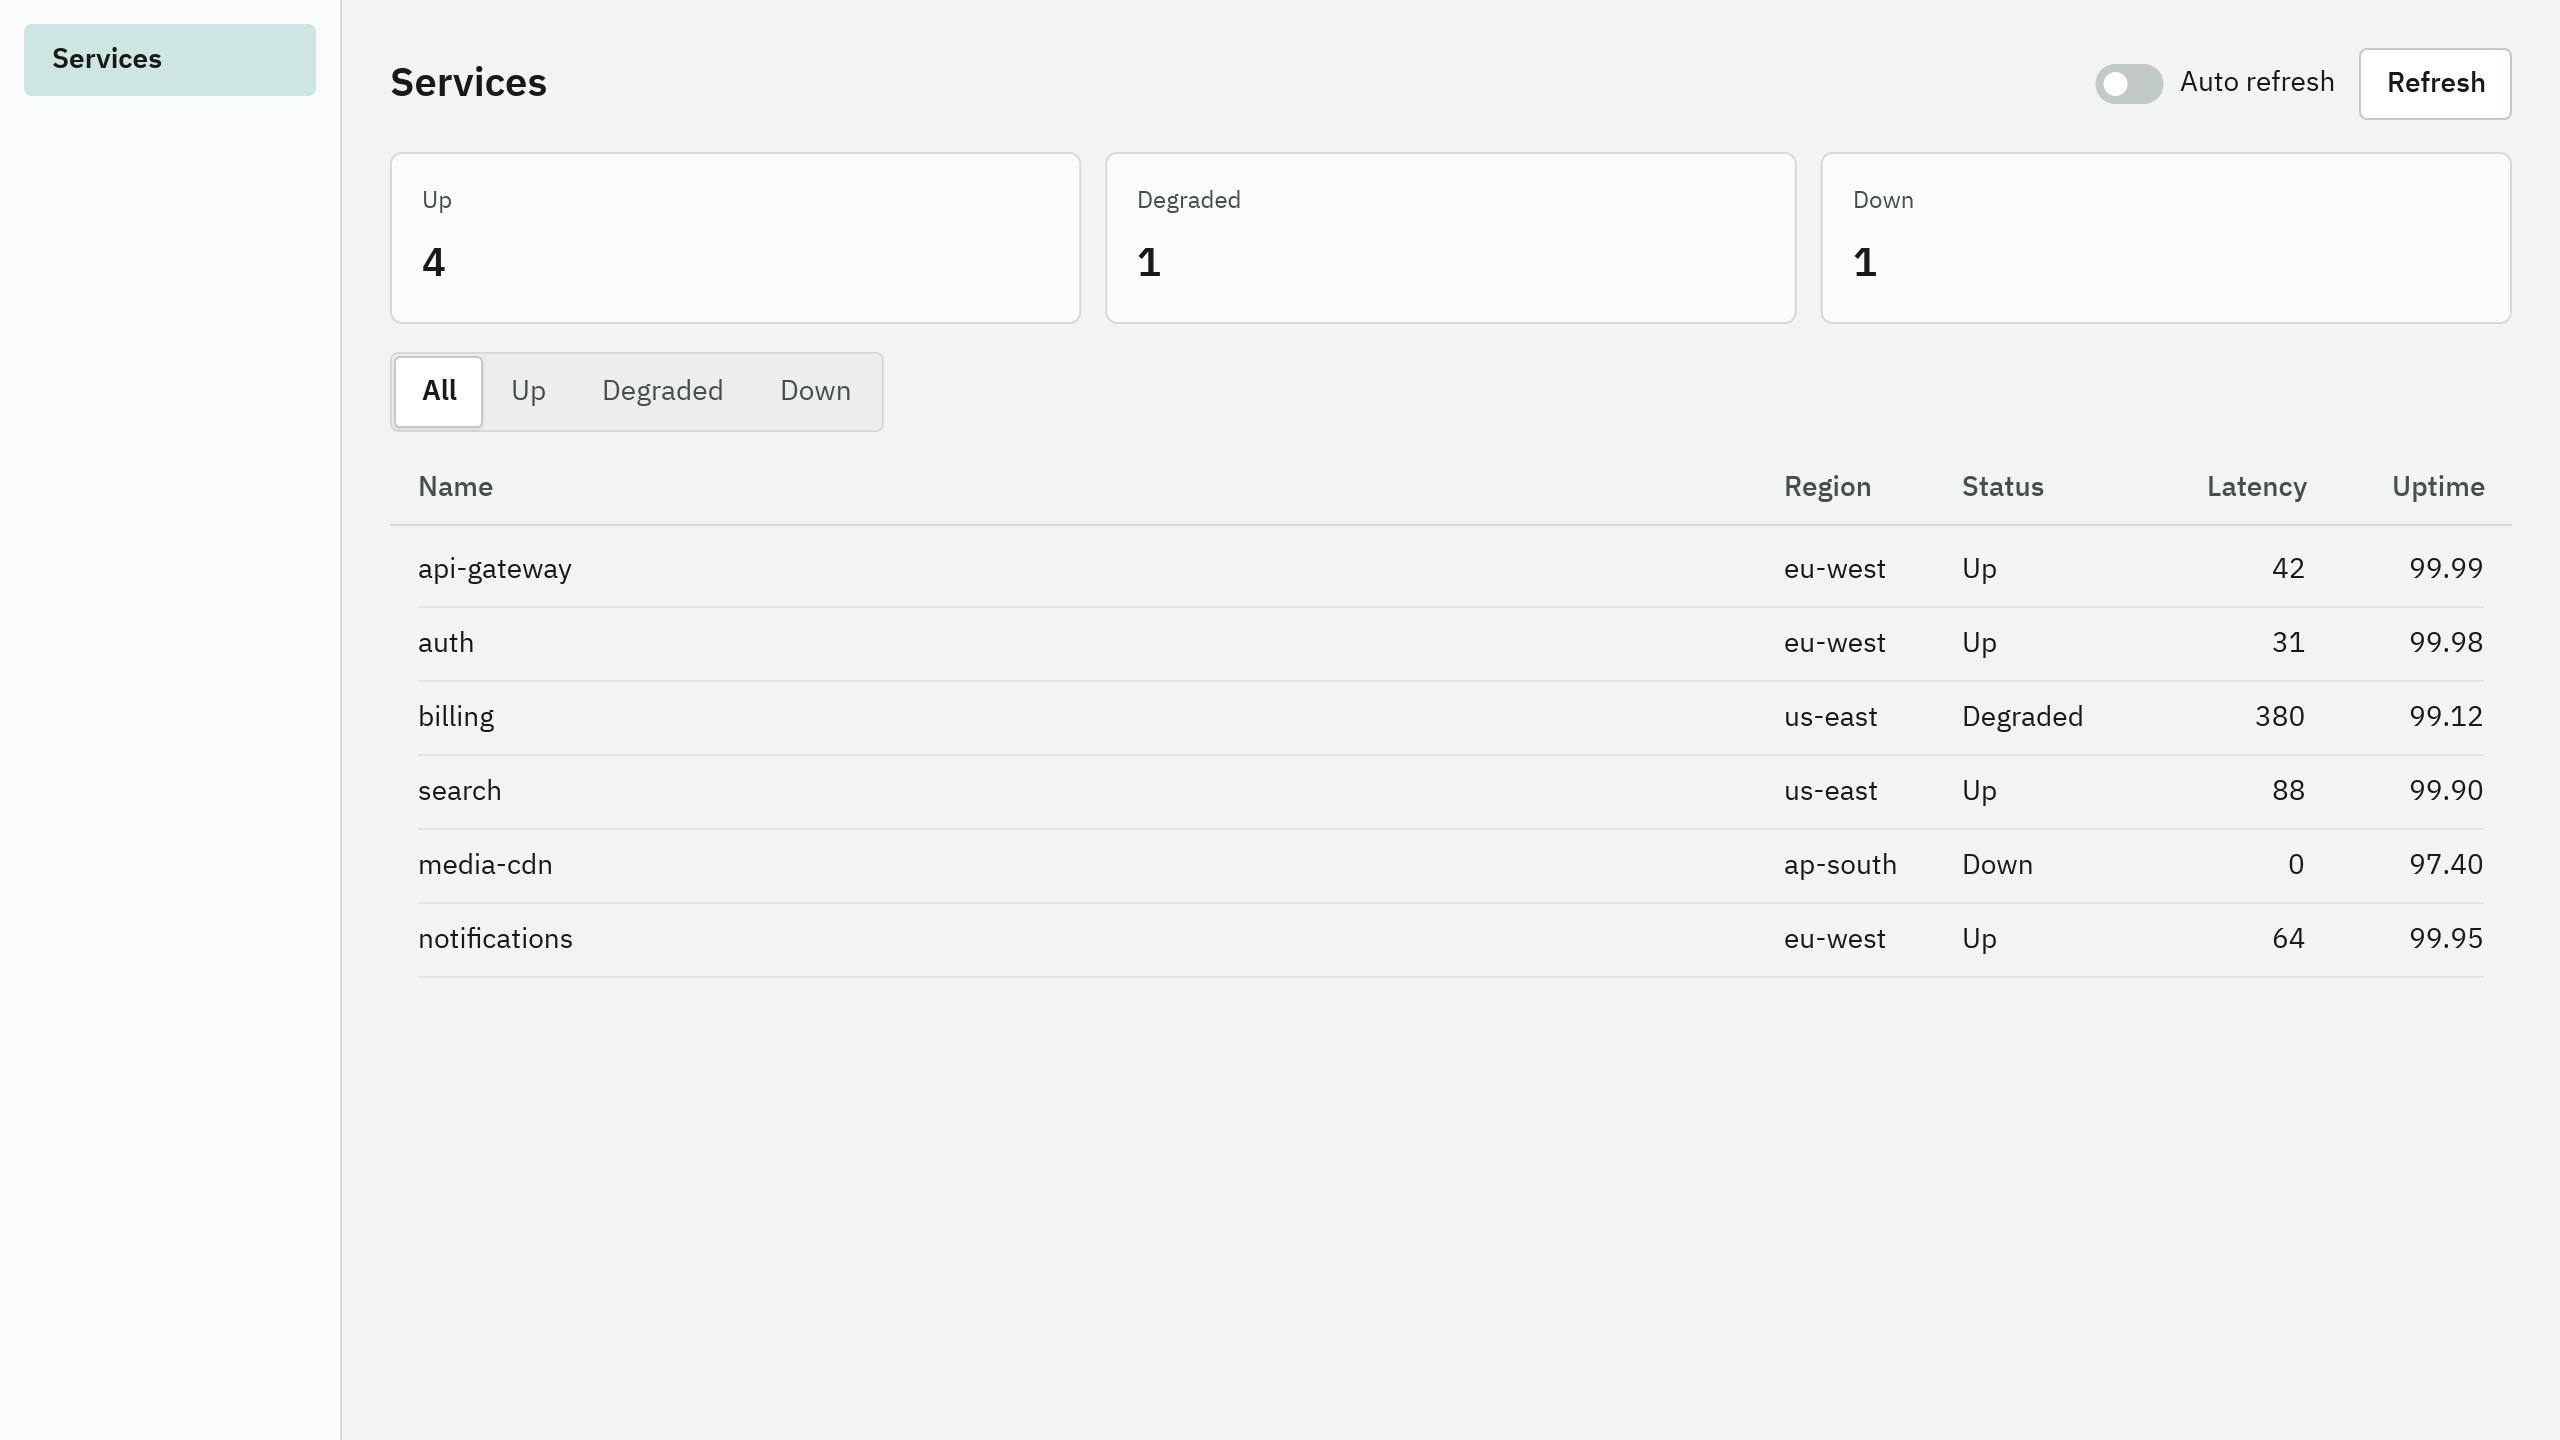 Services
Services
Auto refresh
Refresh
Up
4
Degraded
1
Down
1
All Up Degraded Down
Name Region Status Latency Uptime
api-gateway eu-west Up 42 99.99
auth eu-west Up 31 99.98
billing us-east Degraded 380 99.12
search us-east Up 88 99.90
media-cdn ap-south Down 0 97.40
notifications eu-west Up 64 99.95